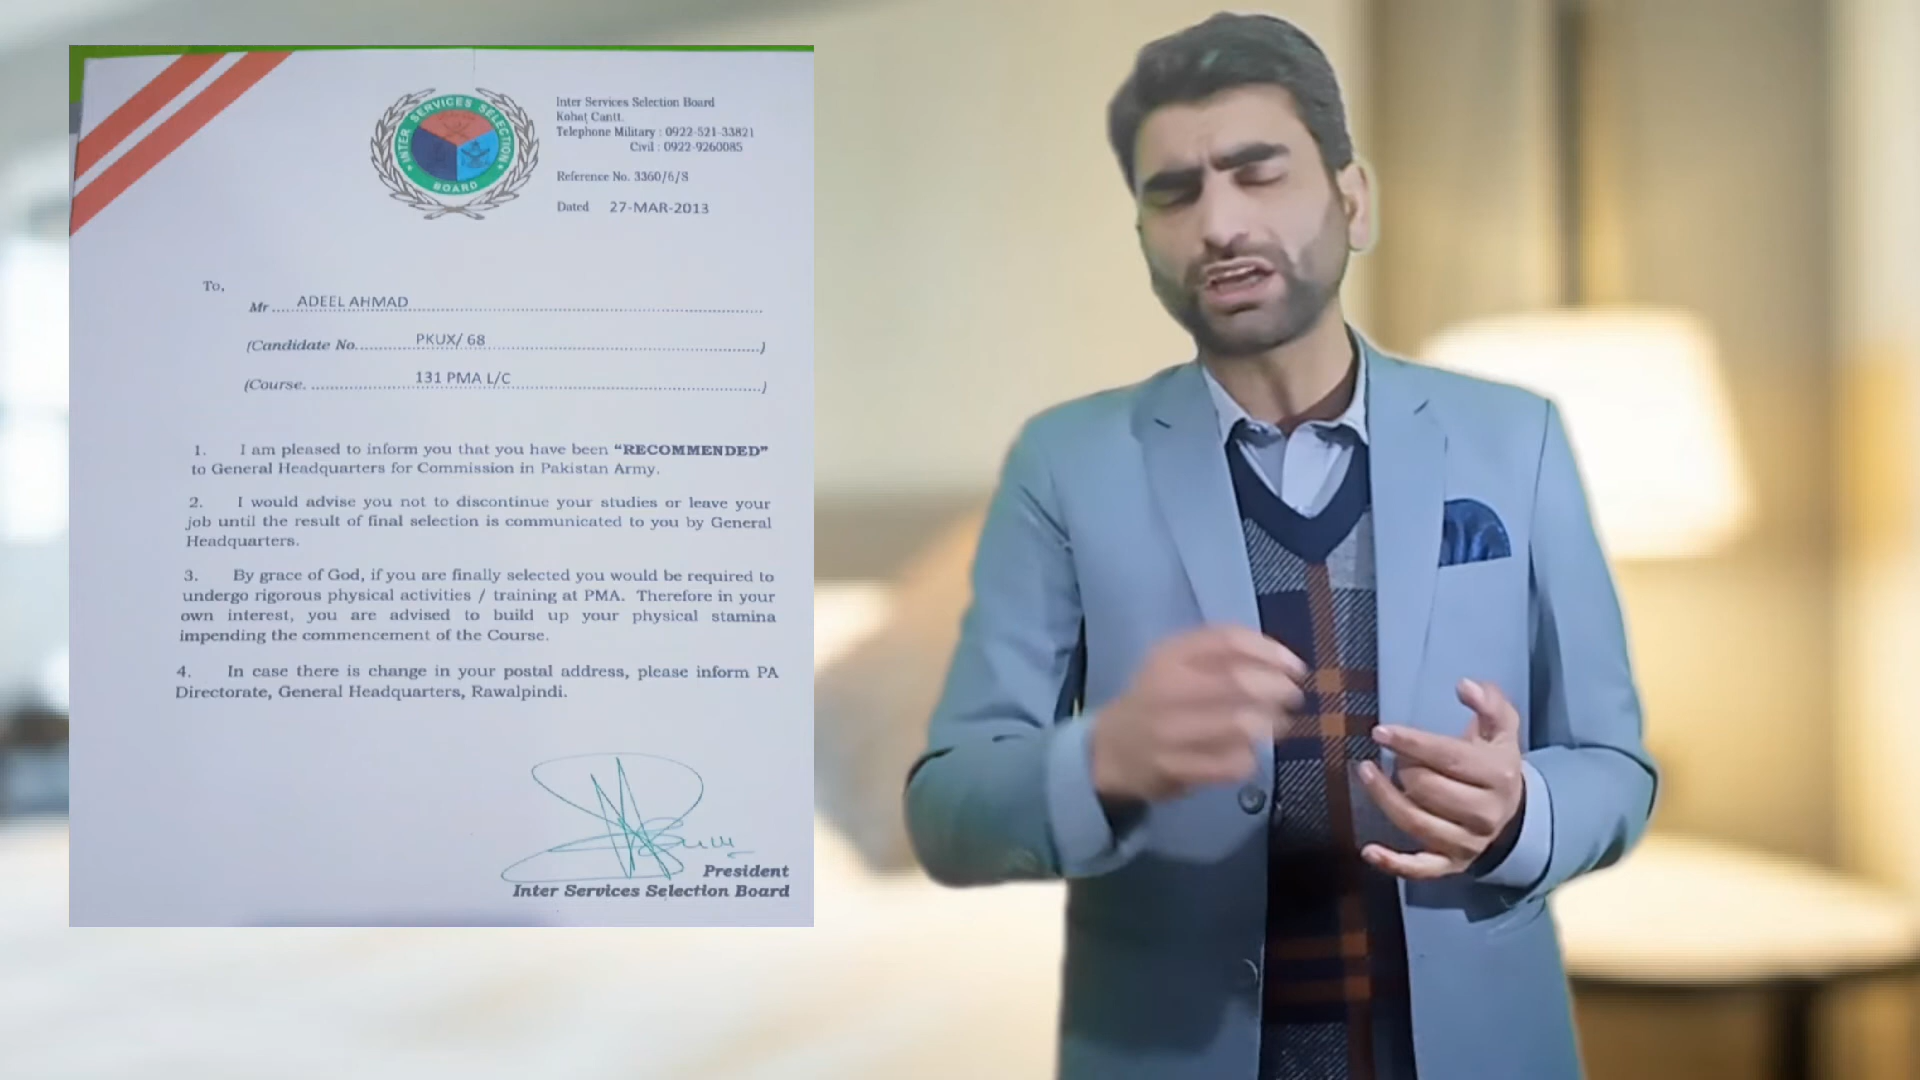 INTER SERVICES SELECTION
BOARD
Inter Services Selection Board
Kohat Cantt.
Telephone Military : 0922-521-33821
Civil : 0922-9260085
Reference No. 3360/6/S
Dated 27-MAR-2013
To,
Mr ADEEL AHMAD
(Candidate No. PKUX/ 68 )
(Course. 131 PMA L/C )
1. I am pleased to inform you that you have been “RECOMMENDED”
to General Headquarters for Commission in Pakistan Army.
2. I would advise you not to discontinue your studies or leave your
job until the result of final selection is communicated to you by General
Headquarters.
3. By grace of God, if you are finally selected you would be required to
undergo rigorous physical activities / training at PMA. Therefore in your
own interest, you are advised to build up your physical stamina
impending the commencement of the Course.
4. In case there is change in your postal address, please inform PA
Directorate, General Headquarters, Rawalpindi.
President
Inter Services Selection Board